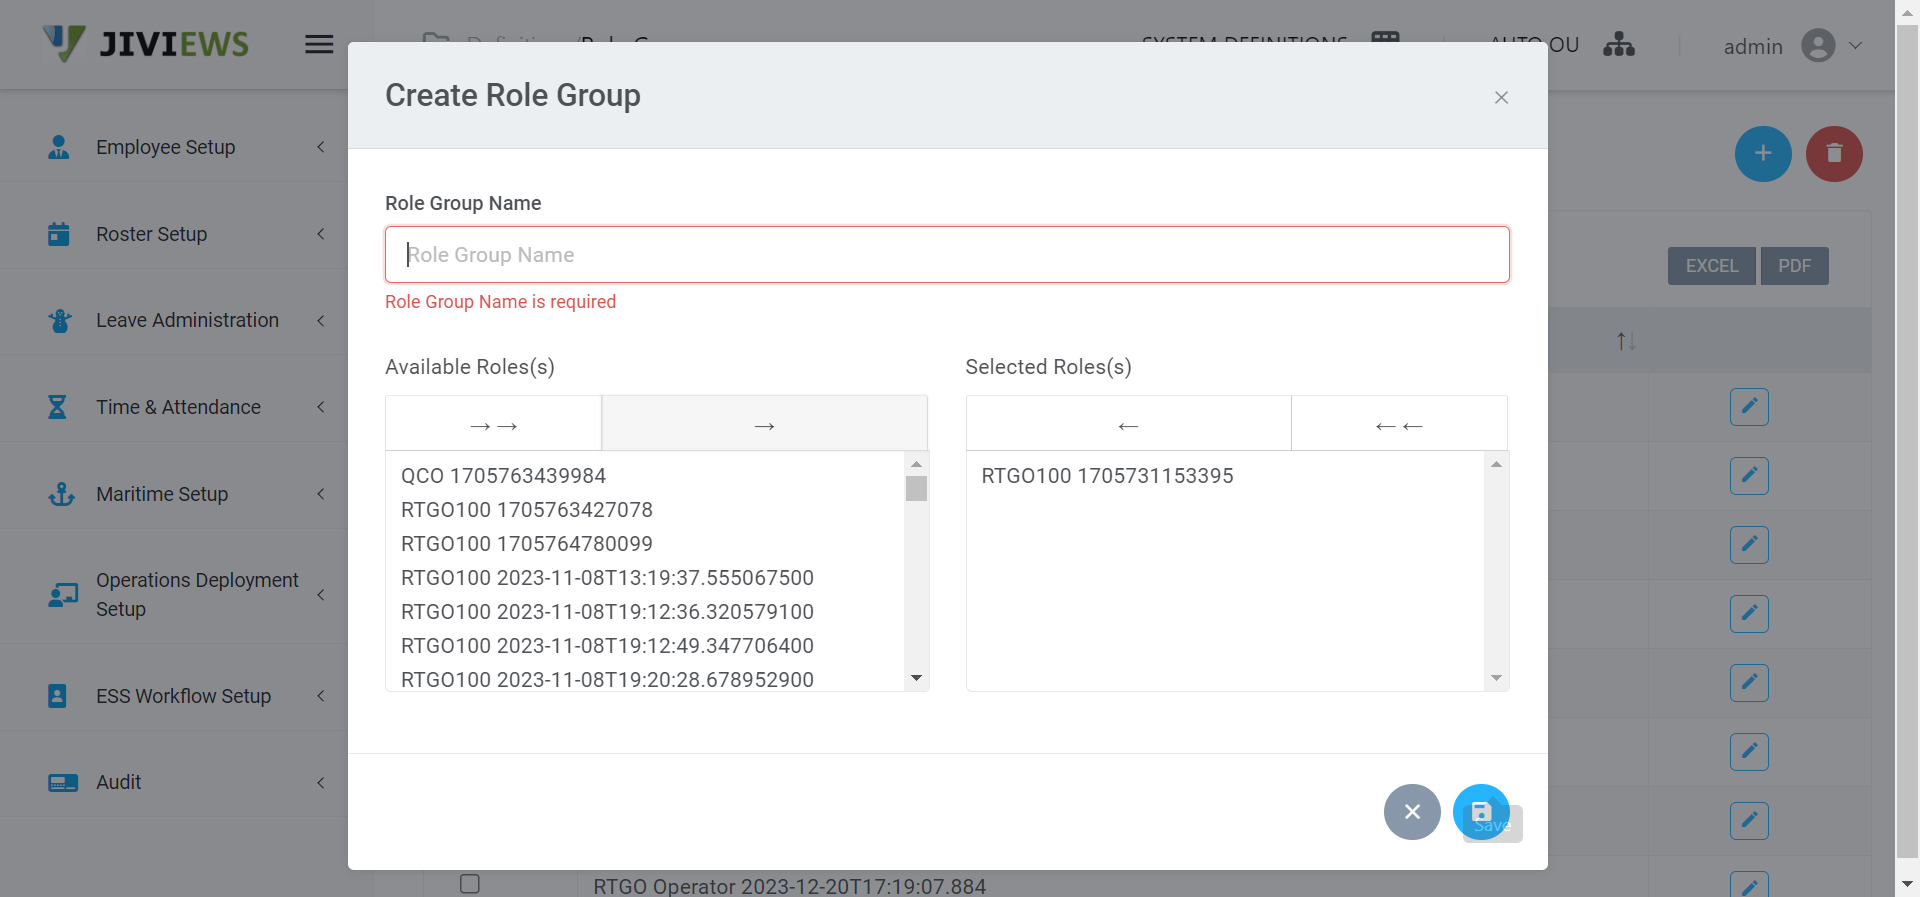 JIVIEWS
SYSTEM DEFINITIONS
AUTO OU
admin
Create Role Group
Employee Setup
Roster Setup
Leave Administration
Time & Attendance
Maritime Setup
Operations Deployment
Setup
ESS Workflow Setup
Audit
Role Group Name
Role Group Name
Role Group Name is required
EXCEL
PDF
Available Roles(s)
Selected Roles(s)
→→
→
←
←←
QCO 1705763439984
RTGO100 1705763427078
RTGO100 1705764780099
RTGO100 2023-11-08T13:19:37.555067500
RTGO100 2023-11-08T19:12:36.320579100
RTGO100 2023-11-08T19:12:49.347706400
RTGO100 2023-11-08T19:20:28.678952900
RTGO100 1705731153395
Save
RTGO Operator 2023-12-20T17:19:07.884